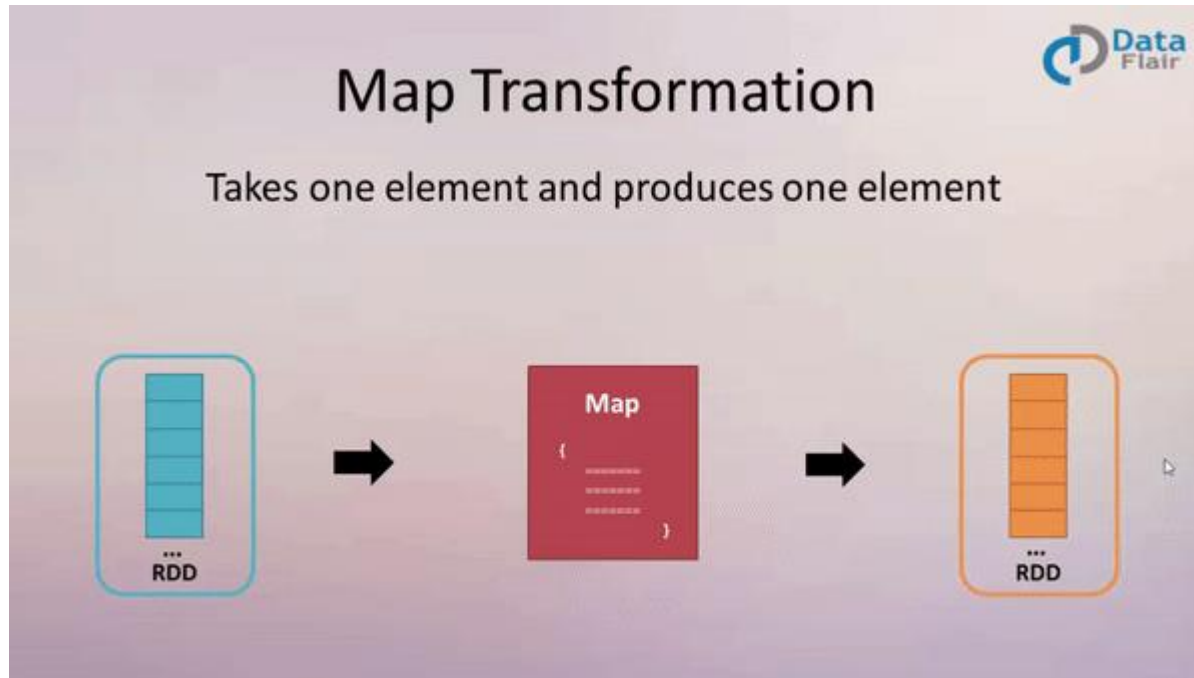 Data
Flair
Map Transformation
Takes one element and produces one element
Map
{
=======
=======
=======
}
...
RDD
...
RDD